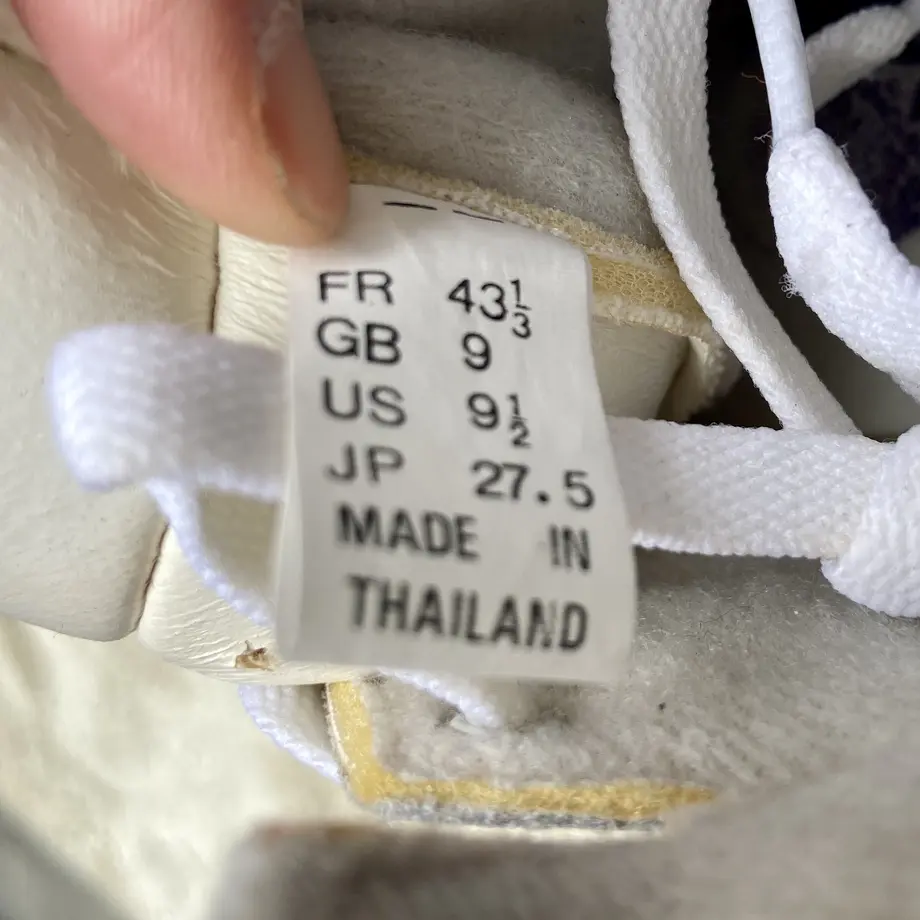 FR 43⅓
GB 9
US 9½
JP 27.5
MADE IN
THAILAND